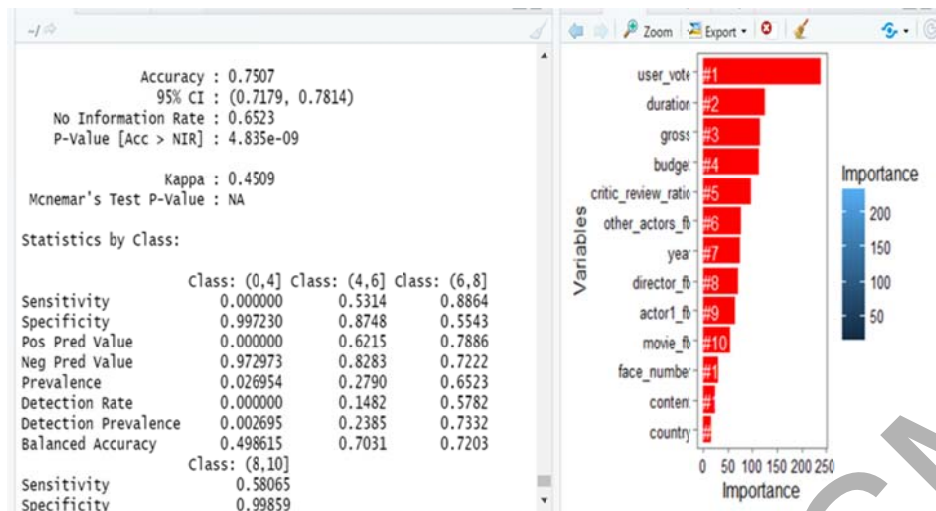 ~/
Accuracy : 0.7507
95% CI : (0.7179, 0.7814)
No Information Rate : 0.6523
P-Value [Acc > NIR] : 4.835e-09
Kappa : 0.4509
Mcnemar's Test P-Value : NA
Statistics by Class:
Class: (0,4] Class: (4,6] Class: (6,8]
Sensitivity 0.000000 0.5314 0.8864
Specificity 0.997230 0.8748 0.5543
Pos Pred Value 0.000000 0.6215 0.7886
Neg Pred Value 0.972973 0.8283 0.7222
Prevalence 0.026954 0.2790 0.6523
Detection Rate 0.000000 0.1482 0.5782
Detection Prevalence 0.002695 0.2385 0.7332
Balanced Accuracy 0.498615 0.7031 0.7203
Class: (8,10]
Sensitivity 0.58065
Specificity 0.99859
Zoom Export
Variables
user_vote #1
duration #2
gross #3
budge #4
critic_review_ratio #5
other_actors_fb #6
yea #7
director_fb #8
actor1_fb #9
movie_fb #10
face_numbe #1
conten #1
country #
0 50 100 150 200 250
Importance
Importance
200
150
100
50